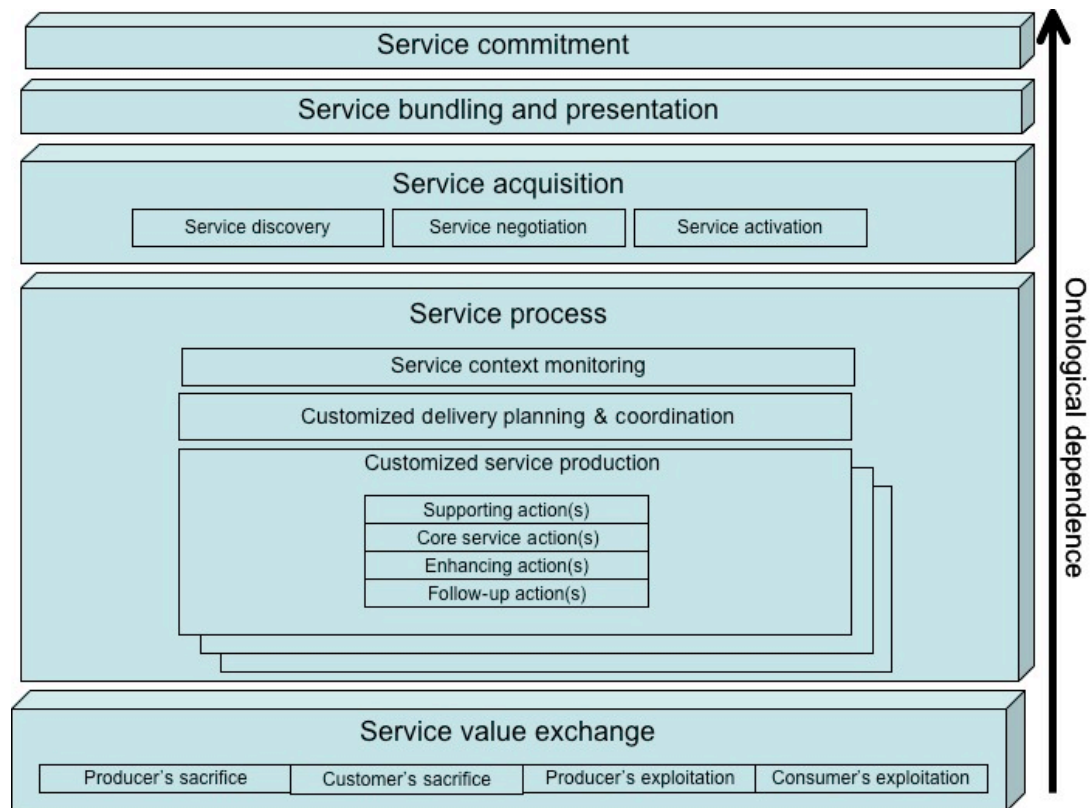 Service commitment
Service bundling and presentation
Service acquisition
Service discovery
Service negotiation
Service activation
Service process
Service context monitoring
Customized delivery planning & coordination
Customized service production
Supporting action(s)
Core service action(s)
Enhancing action(s)
Follow-up action(s)
Service value exchange
Producer's sacrifice
Customer's sacrifice
Producer's exploitation
Consumer's exploitation
Ontological dependence